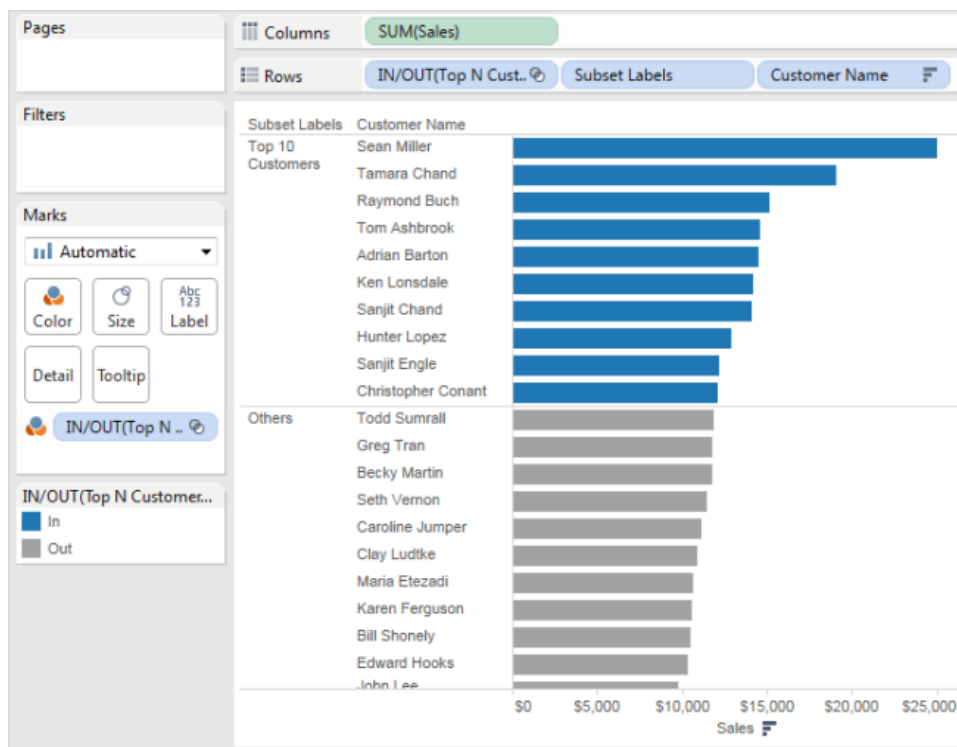 Pages
Columns
SUM(Sales)
Rows
IN/OUT(Top N Cust..
Subset Labels
Customer Name
Filters
Marks
Automatic
Color
Size
Abc
123
Label
Detail
Tooltip
IN/OUT(Top N ..
IN/OUT(Top N Customer...
In
Out
Subset Labels Customer Name
Top 10 Customers
Sean Miller
Tamara Chand
Raymond Buch
Tom Ashbrook
Adrian Barton
Ken Lonsdale
Sanjit Chand
Hunter Lopez
Sanjit Engle
Christopher Conant
Others
Todd Sumrall
Greg Tran
Becky Martin
Seth Vernon
Caroline Jumper
Clay Ludtke
Maria Etezadi
Karen Ferguson
Bill Shonely
Edward Hooks
John Lee
$0 $5,000 $10,000 $15,000 $20,000 $25,000
Sales